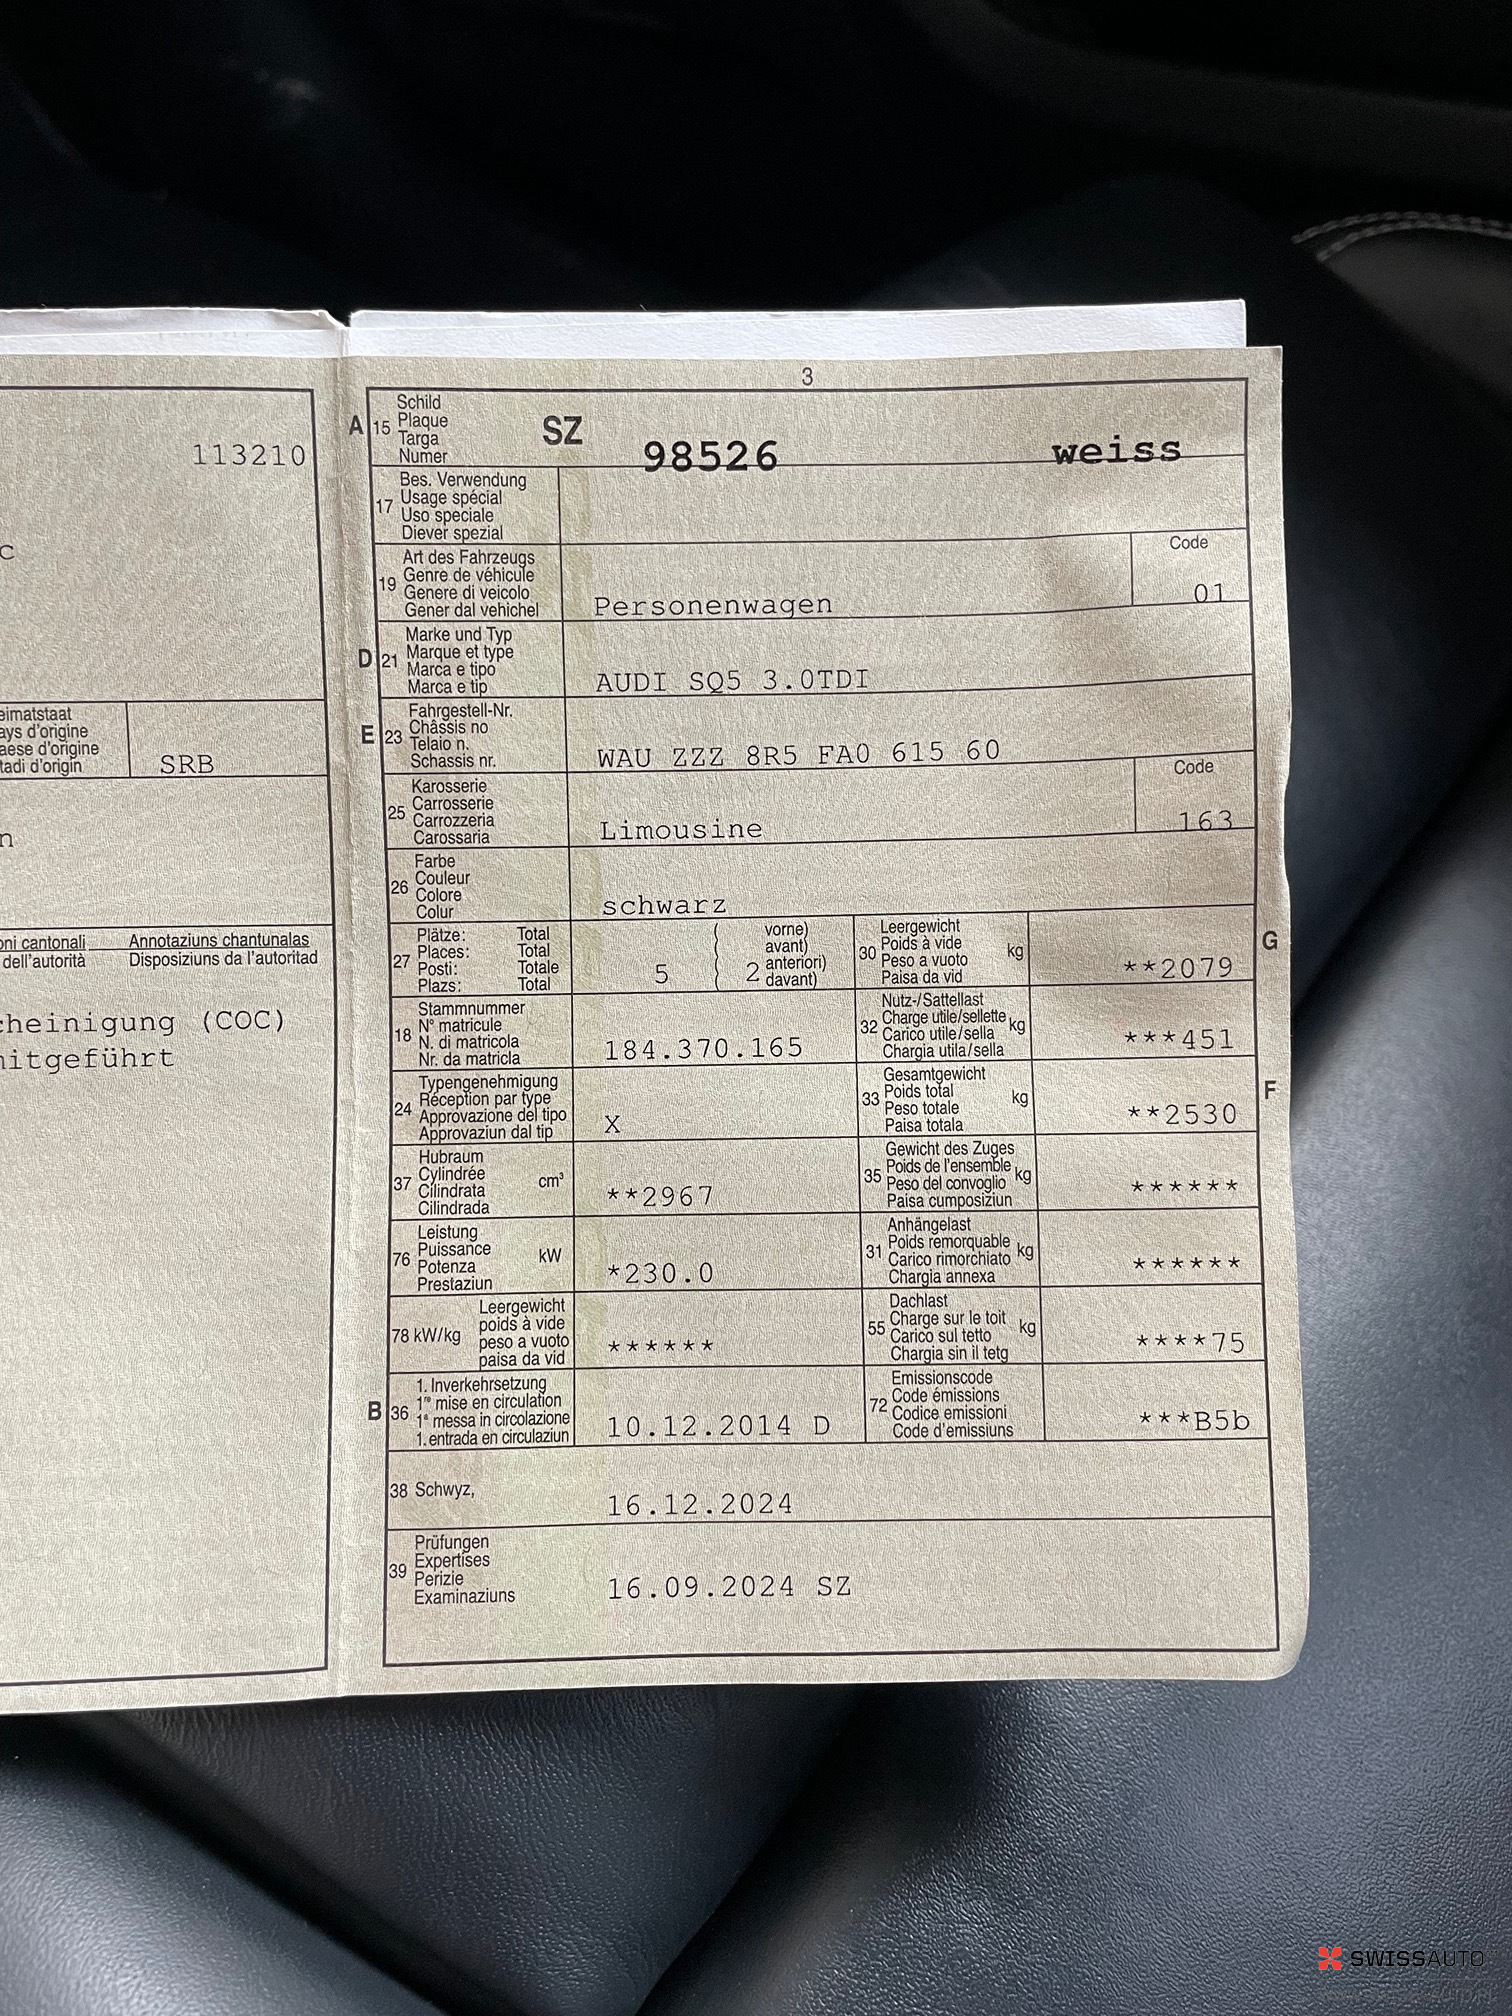 113210
c
eimatstaat
ays d'origine
aese d'origine
tadi d'origin
SRB
n
oni cantonali Annotaziuns chantunalas
dell'autorità Disposiziuns da l'autoritad
cheinigung (COC)
mitgeführt
3
A 15 Schild
Plaque
Targa
Numer
SZ 98526 weiss
17 Bes. Verwendung
Usage spécial
Uso speciale
Diever spezial
19 Art des Fahrzeugs
Genre de véhicule
Genere di veicolo
Gener dal vehichel
Personenwagen
Code
01
D 21 Marke und Typ
Marque et type
Marca e tipo
Marca e tip
AUDI SQ5 3.0TDI
E 23 Fahrgestell-Nr.
Châssis no
Telaio n.
Schassis nr.
WAU ZZZ 8R5 FA0 615 60
25 Karosserie
Carrosserie
Carrozzeria
Carossaria
Limousine
Code
163
26 Farbe
Couleur
Colore
Colur
schwarz
27 Plätze: Total
Places: Total
Posti: Totale
Plazs: Total
5 ( 2 vorne)
( avant)
( anteriori)
( davant)
30 Leergewicht
Poids à vide
Peso a vuoto
Paisa da vid
kg
**2079
G
18 Stammnummer
N° matricule
N. di matricola
Nr. da matricla
184.370.165
32 Nutz-/Sattellast
Charge utile/sellette
Carico utile/sella
Chargia utila/sella
kg
***451
24 Typengenehmigung
Réception par type
Approvazione del tipo
Approvaziun dal tip
X
33 Gesamtgewicht
Poids total
Peso totale
Paisa totala
kg
**2530
F
37 Hubraum
Cylindrée
Cilindrata
Cilindrada
cm³
**2967
35 Gewicht des Zuges
Poids de l'ensemble
Peso del convoglio
Paisa cumposiziun
kg
******
76 Leistung
Puissance
Potenza
Prestaziun
kW
*230.0
31 Anhängelast
Poids remorquable
Carico rimorchiato
Chargia annexa
kg
******
78 kW/kg Leergewicht
poids à vide
peso a vuoto
paisa da vid
******
55 Dachlast
Charge sur le toit
Carico sul tetto
Chargia sin il tetg
kg
****75
B 36 1. Inverkehrsetzung
1re mise en circulation
1a messa in circolazione
1. entrada en circulaziun
10.12.2014 D
72 Emissionscode
Code émissions
Codice emissioni
Code d'emissiuns
***B5b
38 Schwyz,
16.12.2024
39 Prüfungen
Expertises
Perizie
Examinaziuns
16.09.2024 SZ
SWISSAUTO